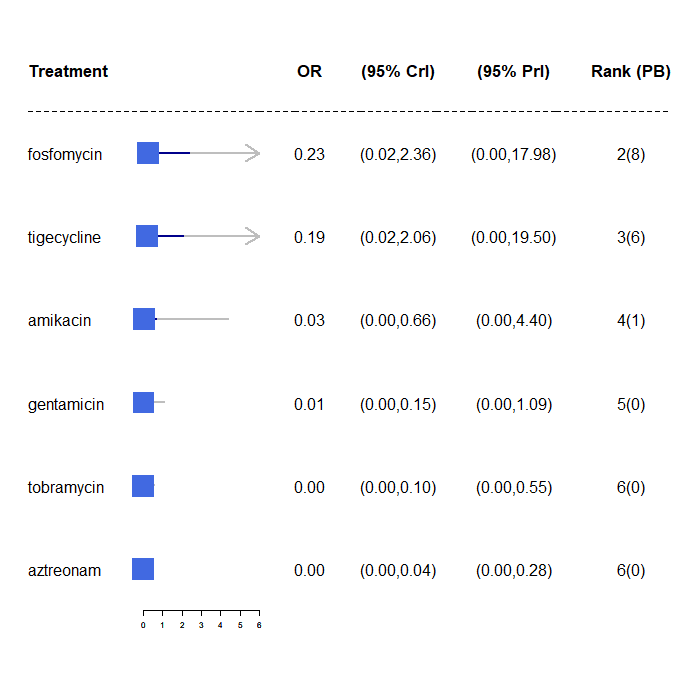 Treatment OR (95% CrI) (95% PrI) Rank (PB)
fosfomycin 0.23 (0.02,2.36) (0.00,17.98) 2(8)
tigecycline 0.19 (0.02,2.06) (0.00,19.50) 3(6)
amikacin 0.03 (0.00,0.66) (0.00,4.40) 4(1)
gentamicin 0.01 (0.00,0.15) (0.00,1.09) 5(0)
tobramycin 0.00 (0.00,0.10) (0.00,0.55) 6(0)
aztreonam 0.00 (0.00,0.04) (0.00,0.28) 6(0)
0 1 2 3 4 5 6